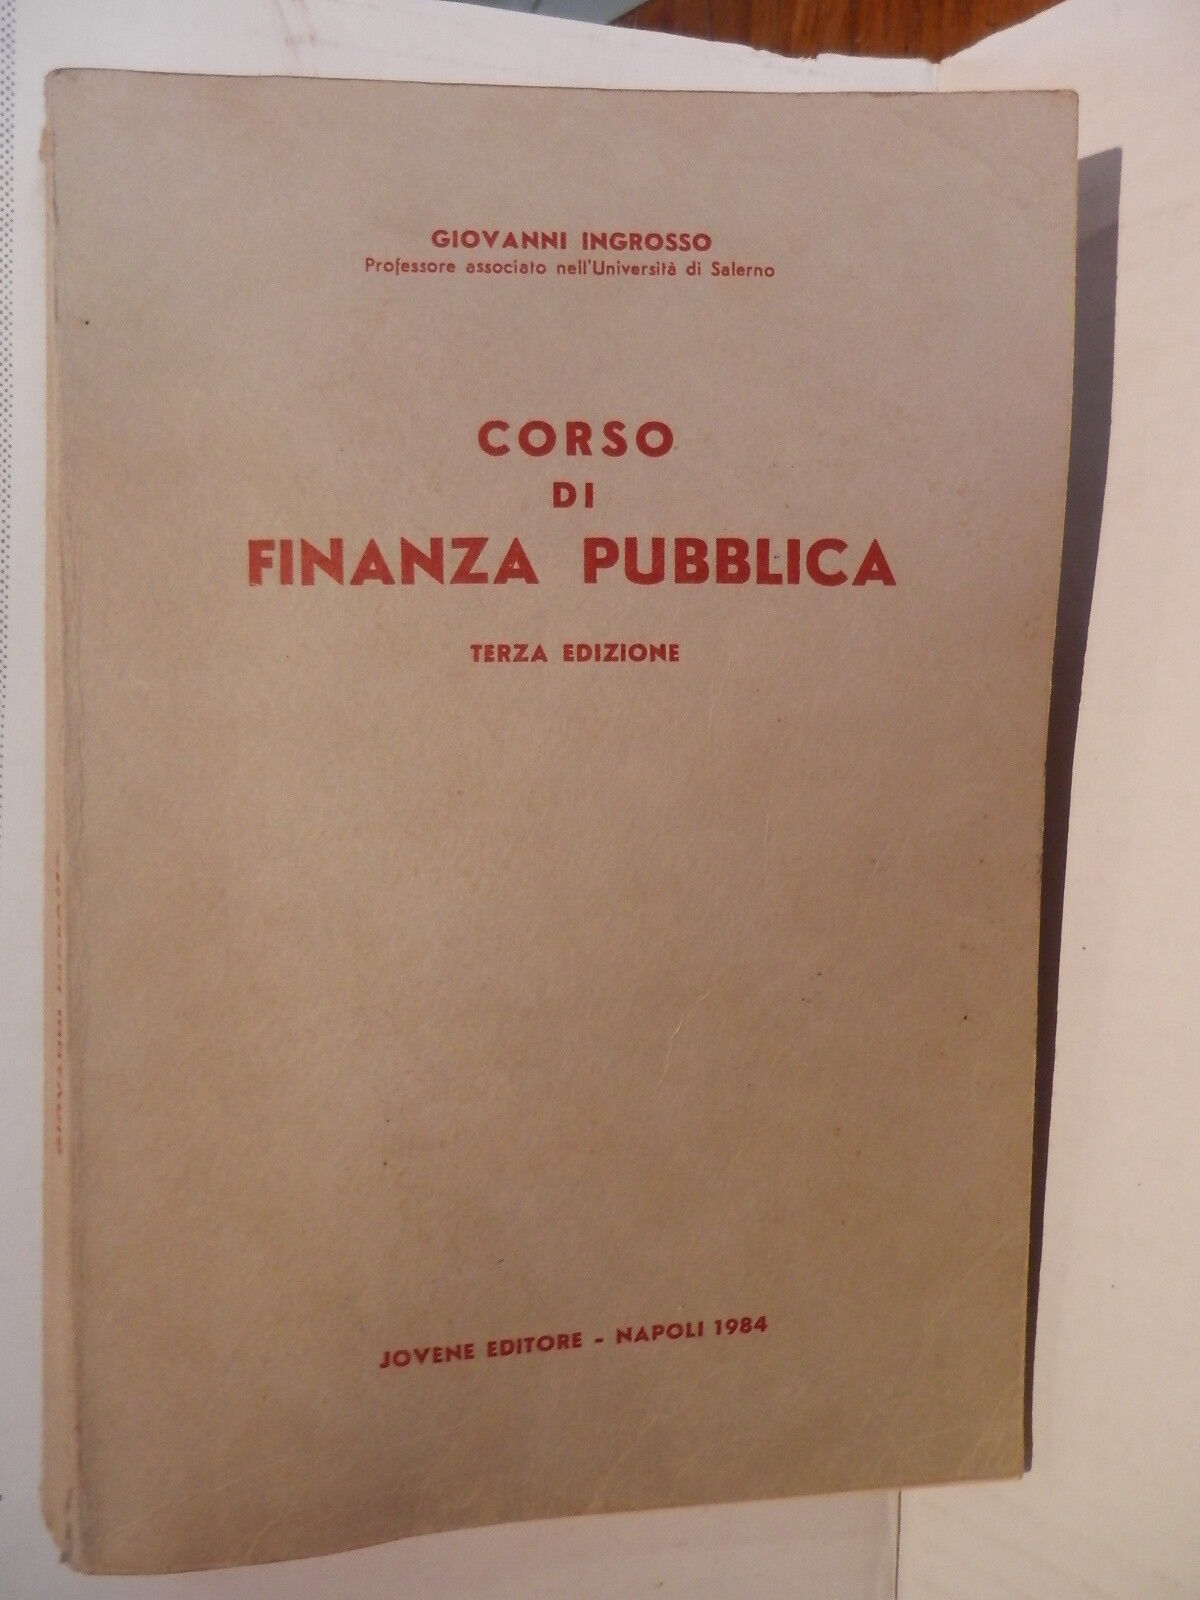 GIOVANNI INGROSSO
Professore associato nell'Università di Salerno
CORSO
DI
FINANZA PUBBLICA
TERZA EDIZIONE
JOVENE EDITORE - NAPOLI 1984